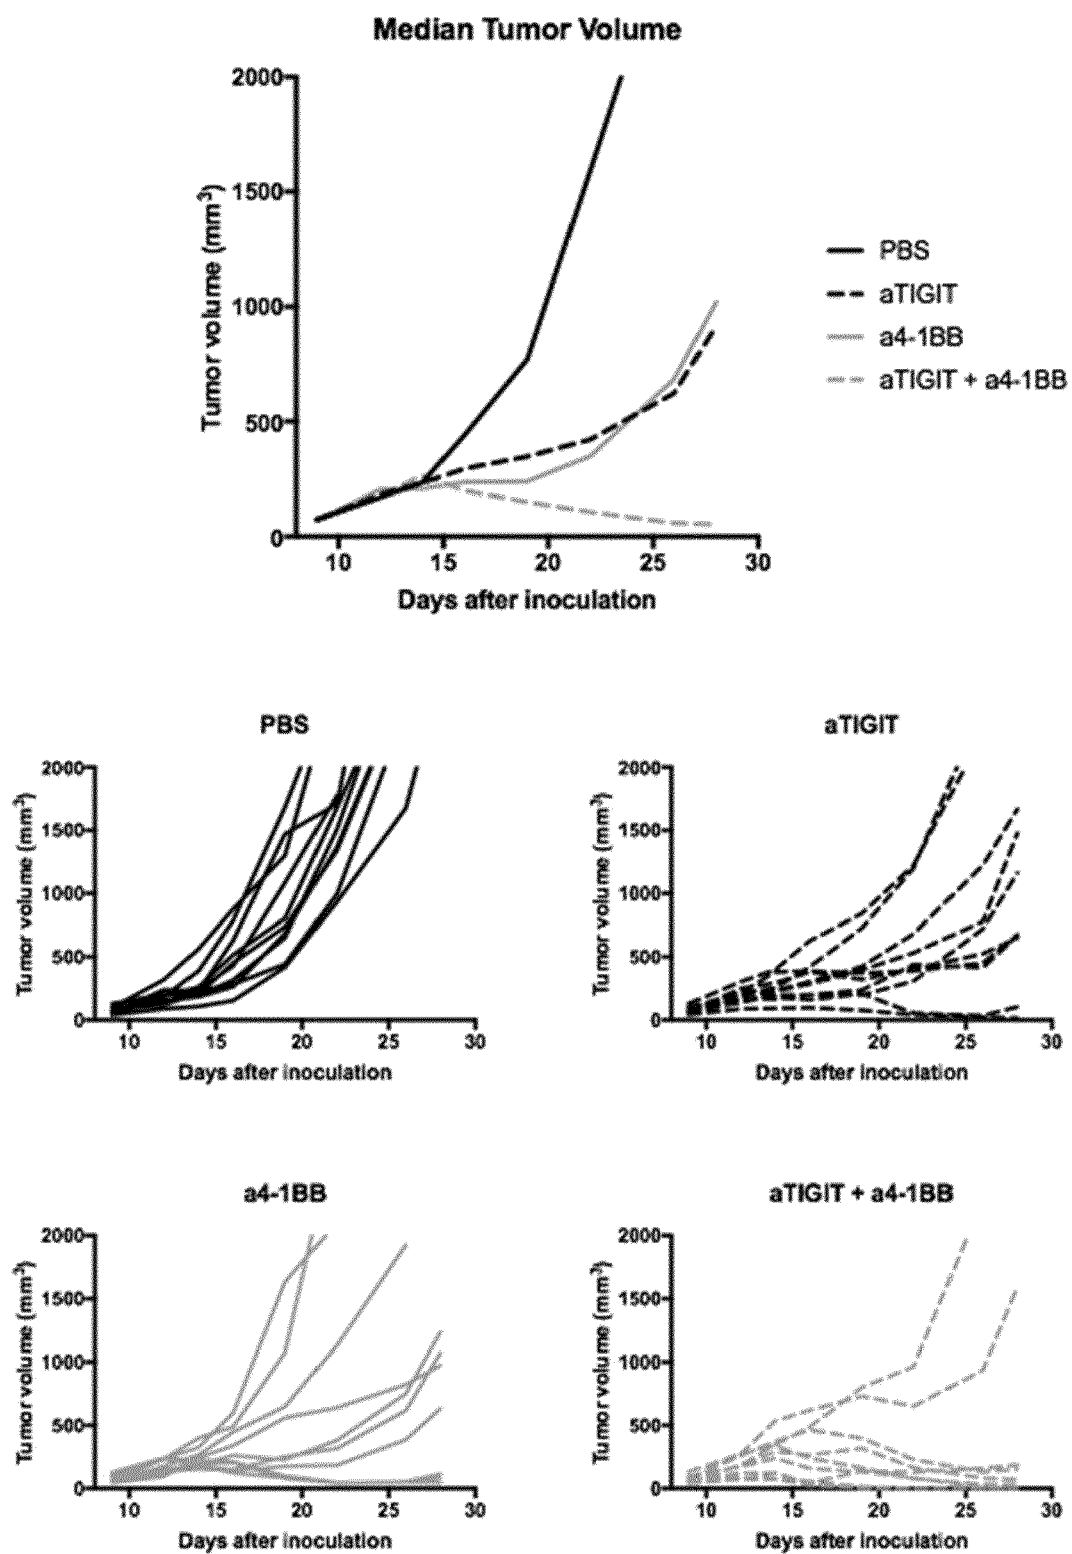 Median Tumor Volume
2000
1500
1000
500
0
Tumor volume (mm³)
10 15 20 25 30
Days after inoculation
PBS
aTIGIT
a4-1BB
aTIGIT + a4-1BB
PBS
2000
1500
1000
500
0
Tumor volume (mm³)
10 15 20 25 30
Days after inoculation
aTIGIT
2000
1500
1000
500
0
Tumor volume (mm³)
10 15 20 25 30
Days after inoculation
a4-1BB
2000
1500
1000
500
0
Tumor volume (mm³)
10 15 20 25 30
Days after inoculation
aTIGIT + a4-1BB
2000
1500
1000
500
0
Tumor volume (mm³)
10 15 20 25 30
Days after inoculation